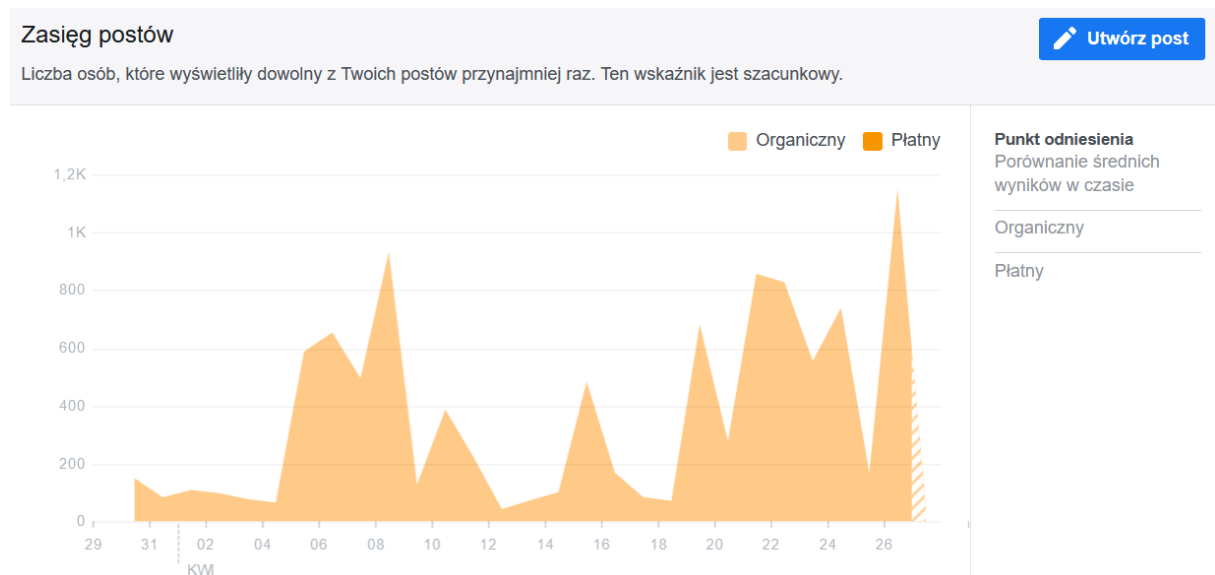 Zasięg postów
Utwórz post
Liczba osób, które wyświetliły dowolny z Twoich postów przynajmniej raz. Ten wskaźnik jest szacunkowy.
Organiczny
Płatny
1,2K
1K
800
600
400
200
0
29 31 02 04 06 08 10 12 14 16 18 20 22 24 26
KWI
Punkt odniesienia
Porównanie średnich
wyników w czasie
Organiczny
Płatny